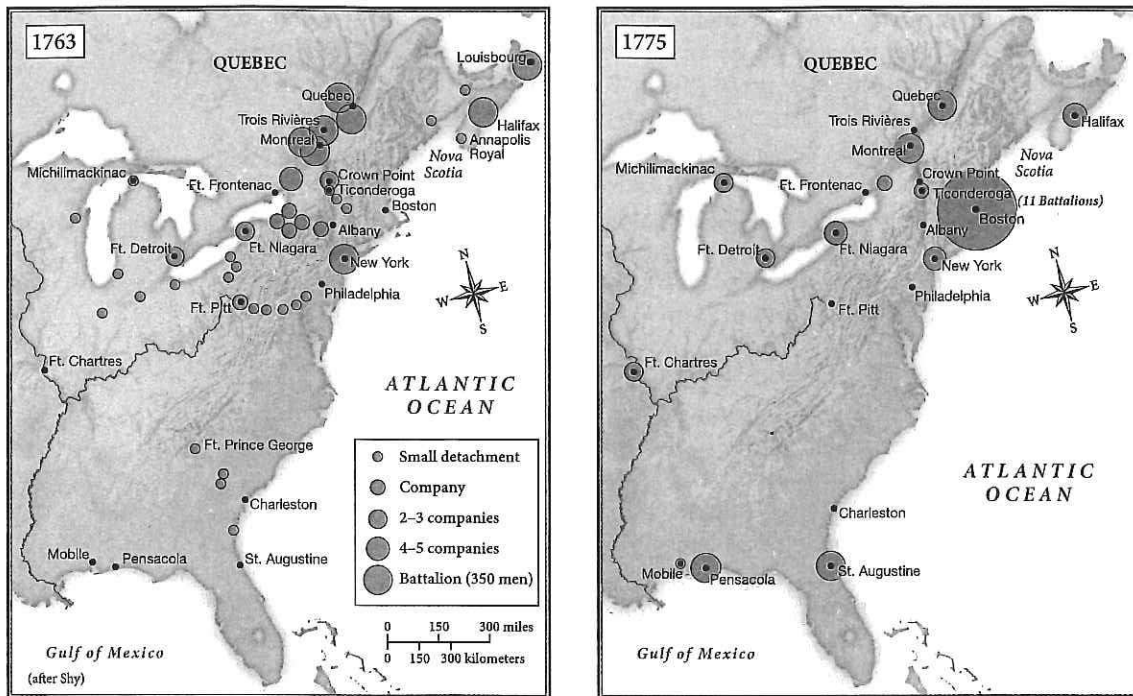 1763
QUEBEC
Louisbourg
Quebec
Trois Rivières
Montreal
Halifax
Annapolis
Royal
Nova
Scotia
Michilimackinac
Ft. Frontenac
Crown Point
Ticonderoga
Boston
Albany
Ft. Detroit
Ft. Niagara
New York
N
W
E
S
Philadelphia
Ft. Pitt
Ft. Chartres
ATLANTIC
OCEAN
Ft. Prince George
Charleston
Mobile
Pensacola
St. Augustine
Small detachment
Company
2–3 companies
4–5 companies
Battalion (350 men)
0 150 300 miles
0 150 300 kilometers
Gulf of Mexico
(after Shy)
1775
QUEBEC
Quebec
Trois Rivières
Montreal
Halifax
Nova
Scotia
Michilimackinac
Ft. Frontenac
Crown Point
Ticonderoga
(11 Battalions)
Boston
Albany
Ft. Detroit
Ft. Niagara
New York
N
W
E
S
Philadelphia
Ft. Pitt
Ft. Chartres
ATLANTIC
OCEAN
Charleston
Mobile
Pensacola
St. Augustine
Gulf of Mexico